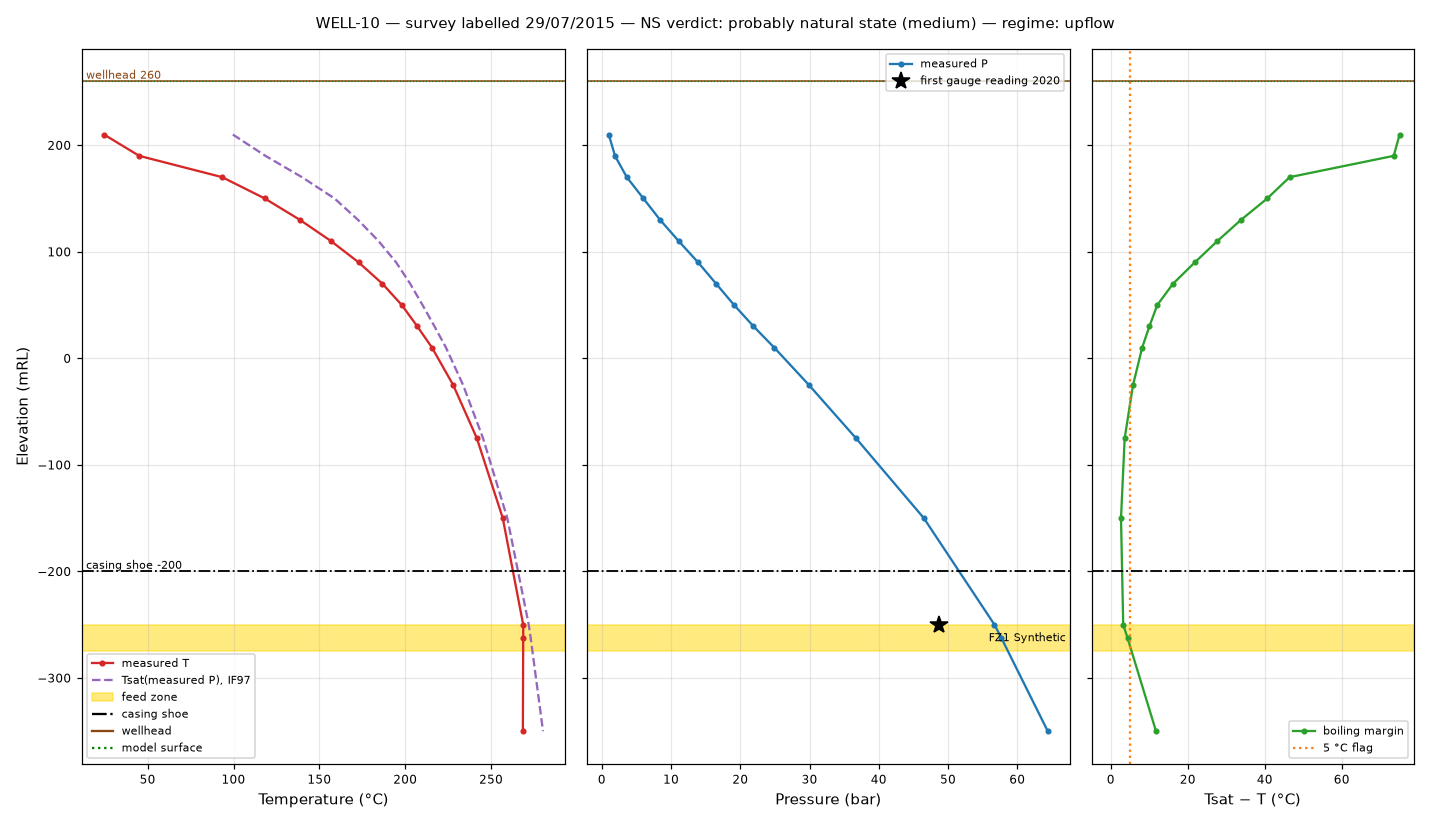 WELL-10 — survey labelled 29/07/2015 — NS verdict: probably natural state (medium) — regime: upflow
wellhead 260
casing shoe -200
measured T
Tsat(measured P), IF97
feed zone
casing shoe
wellhead
model surface
200
100
0
−100
−200
−300
Elevation (mRL)
50
100
150
200
250
Temperature (°C)
measured P
first gauge reading 2020
FZ1 Synthetic
0
10
20
30
40
50
60
Pressure (bar)
boiling margin
5 °C flag
0
20
40
60
Tsat − T (°C)